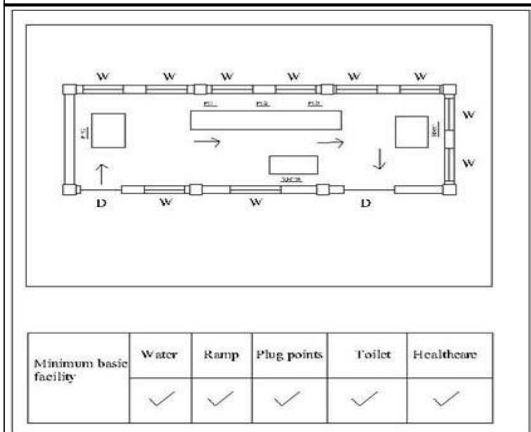 W W W W W W
W
W
D W W D
Minimum basic facility Water Ramp Plug points Toilet Healthcare